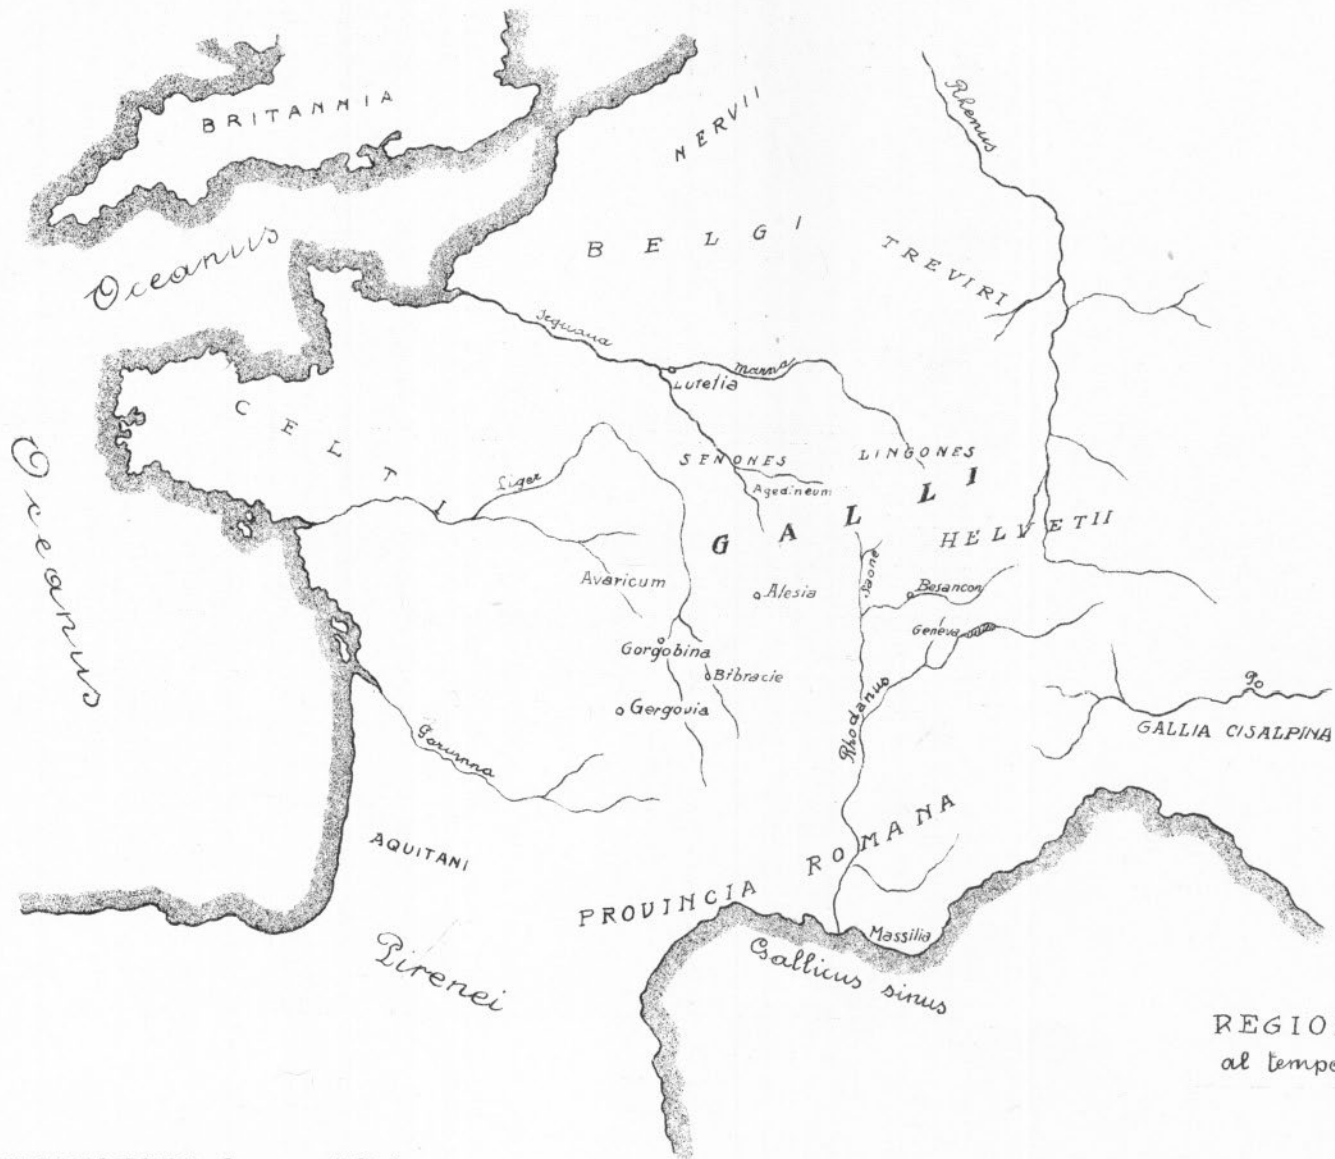 BRITANNIA
NERVII
Rhenus
Oceanus
BELGI
TREVIRI
Sequana
Marna
Lutetia
CELTI
Oceanus
Liger
SENONES
LINGONES
Agedineum
GALLI
HELVETII
Avaricum
Alesia
Saone
Besancon
Geneva
Gorgobina
Bibracie
Gergovia
Rhodanus
Po
GALLIA CISALPINA
Garumna
AQUITANI
PROVINCIA ROMANA
Massilia
Pirenei
Gallicus sinus
REGIO
al tempo